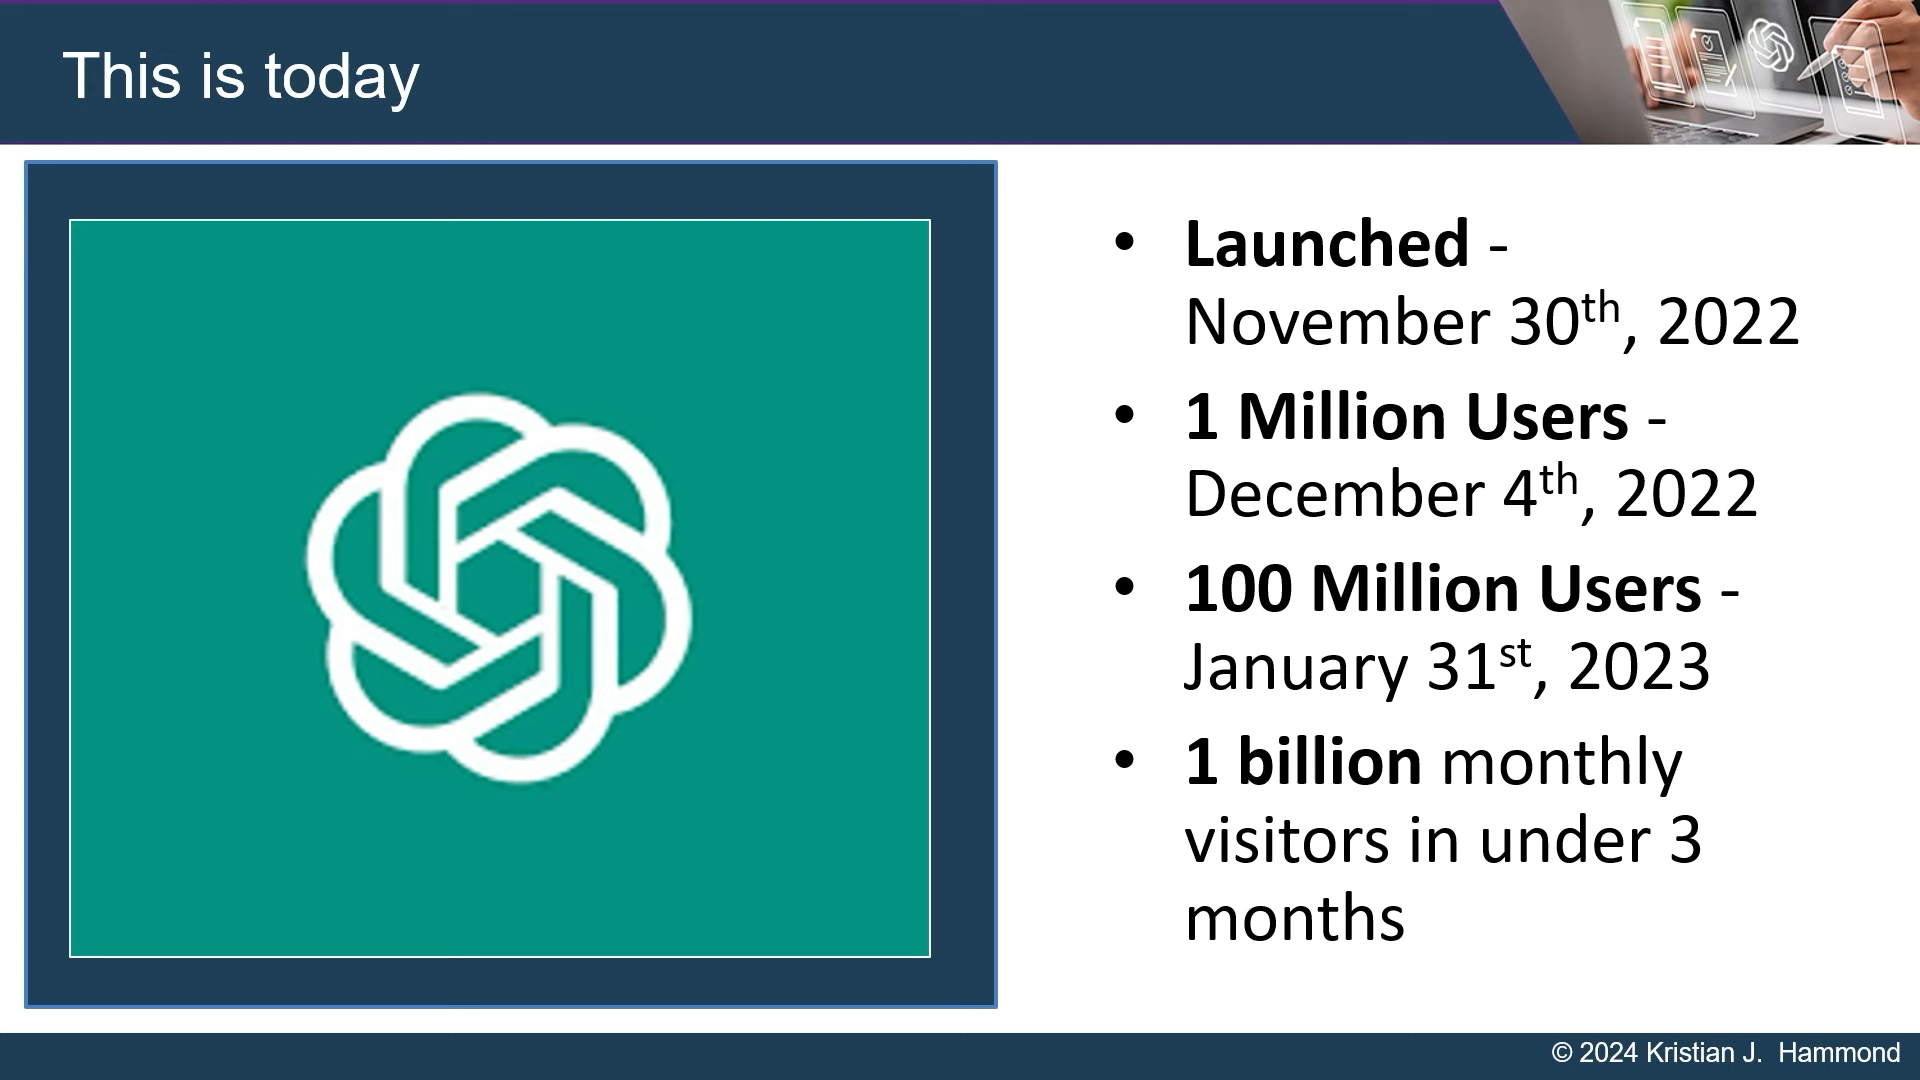 This is today
• Launched -
November 30th, 2022
• 1 Million Users -
December 4th, 2022
• 100 Million Users -
January 31st, 2023
• 1 billion monthly
visitors in under 3
months
© 2024 Kristian J. Hammond